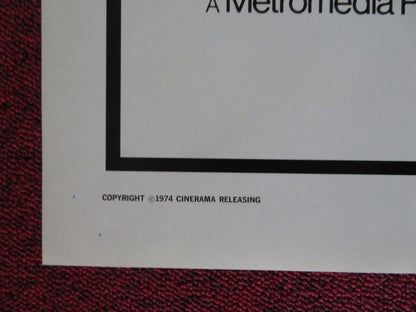 A Metromedia
COPYRIGHT ©1974 CINERAMA RELEASING